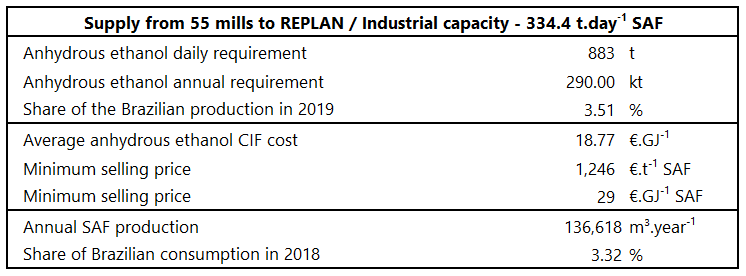 Supply from 55 mills to REPLAN / Industrial capacity - 334.4 t.day⁻¹ SAF
Anhydrous ethanol daily requirement 883 t
Anhydrous ethanol annual requirement 290.00 kt
Share of the Brazilian production in 2019 3.51 %
Average anhydrous ethanol CIF cost 18.77 €.GJ⁻¹
Minimum selling price 1,246 €.t⁻¹ SAF
Minimum selling price 29 €.GJ⁻¹ SAF
Annual SAF production 136,618 m³.year⁻¹
Share of Brazilian consumption in 2018 3.32 %